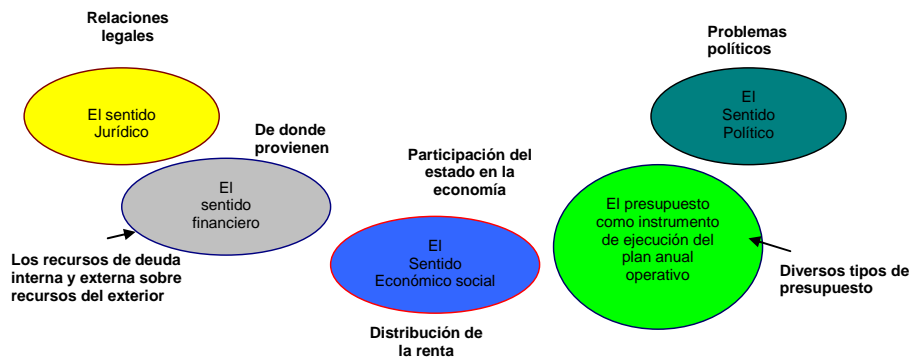 Relaciones
legales
Problemas
políticos
El sentido
Jurídico
El
Sentido
Político
De donde
provienen
Participación del
estado en la
economía
El
sentido
financiero
El presupuesto
como instrumento
de ejecución del
plan anual
operativo
El
Sentido
Económico social
Los recursos de deuda
interna y externa sobre
recursos del exterior
Diversos tipos de
presupuesto
Distribución de
la renta